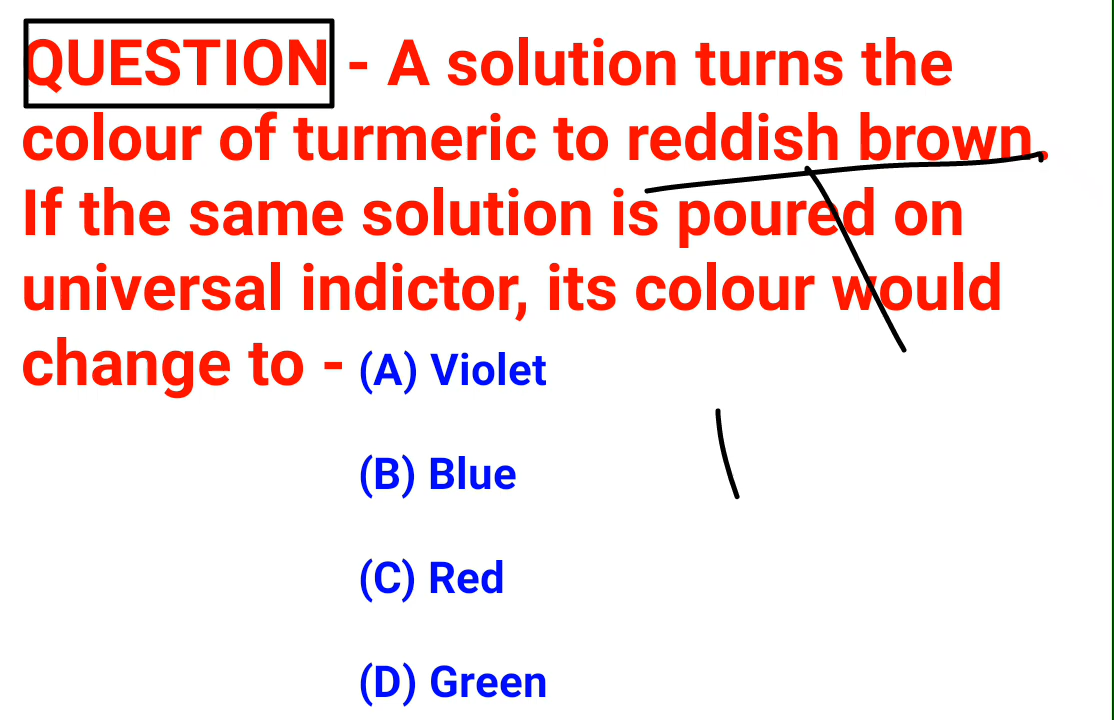 QUESTION - A solution turns the
colour of turmeric to reddish brown.
If the same solution is poured on
universal indictor, its colour would
change to - (A) Violet
(B) Blue
(C) Red
(D) Green